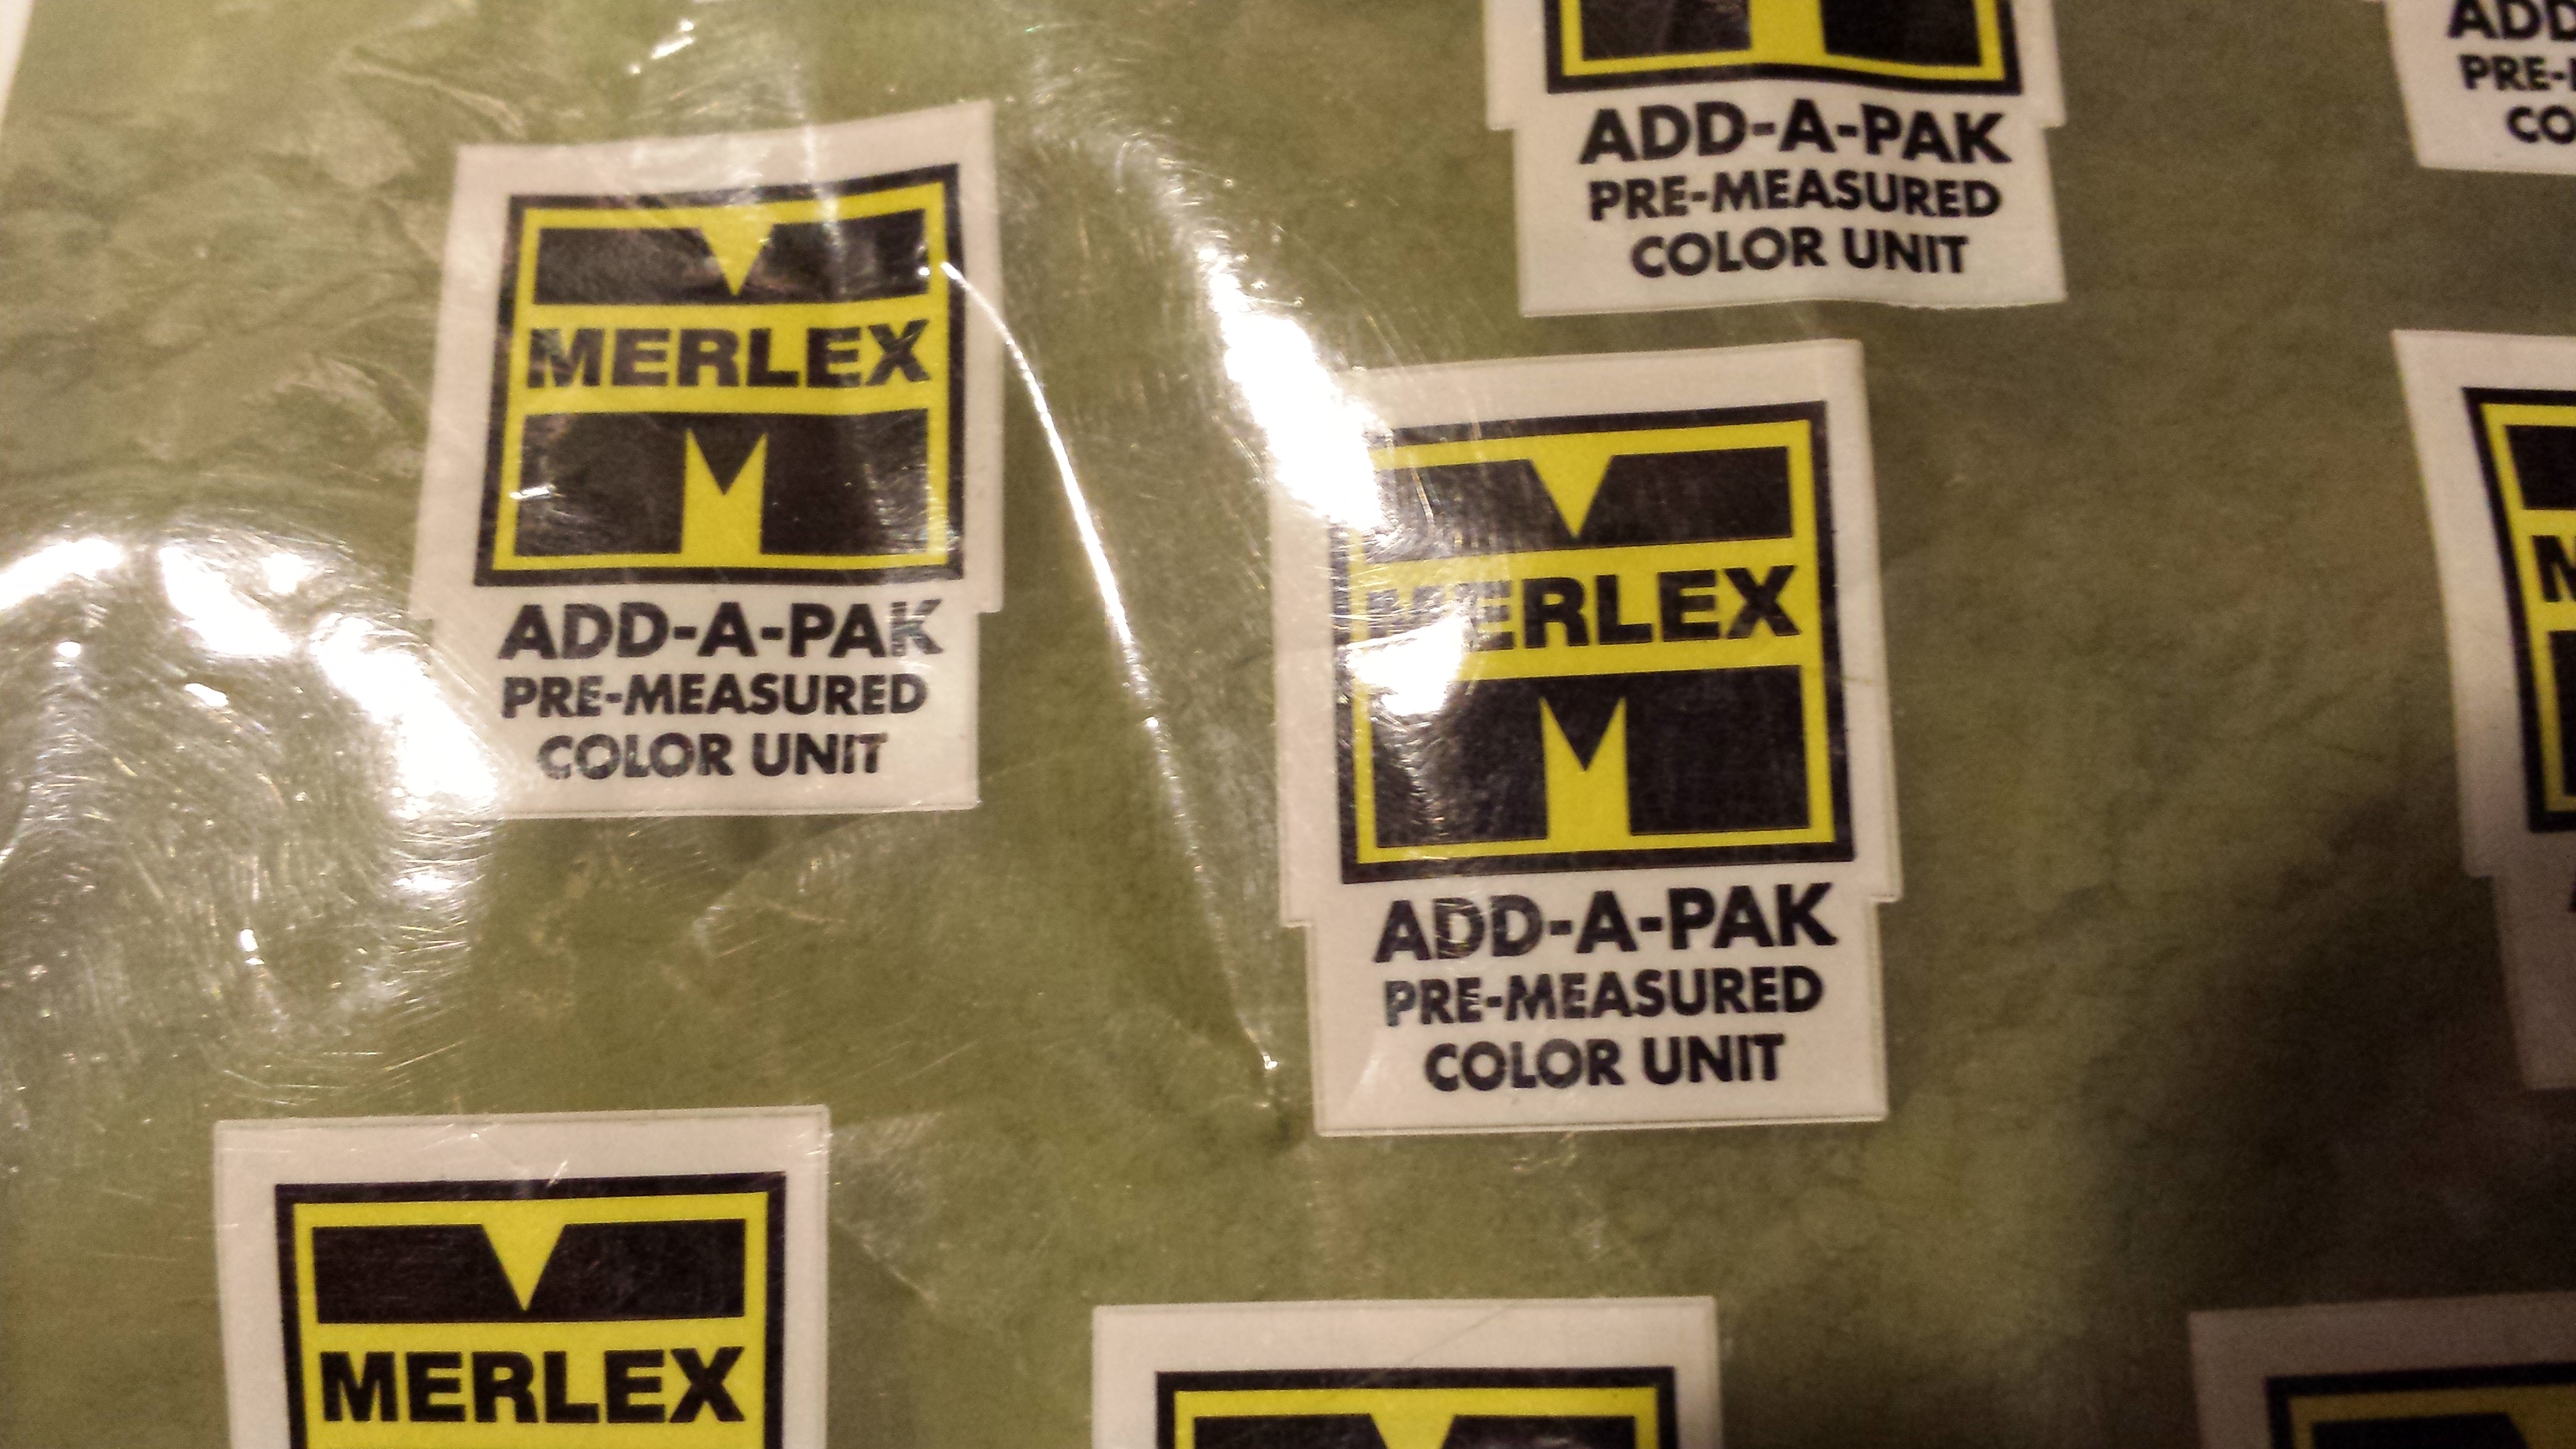 ADD-A-PAK
PRE-MEASURED
COLOR UNIT
MERLEX
ADD-A-PAK
PRE-MEASURED
COLOR UNIT
MERLEX
ADD-A-PAK
PRE-MEASURED
COLOR UNIT
MERLEX